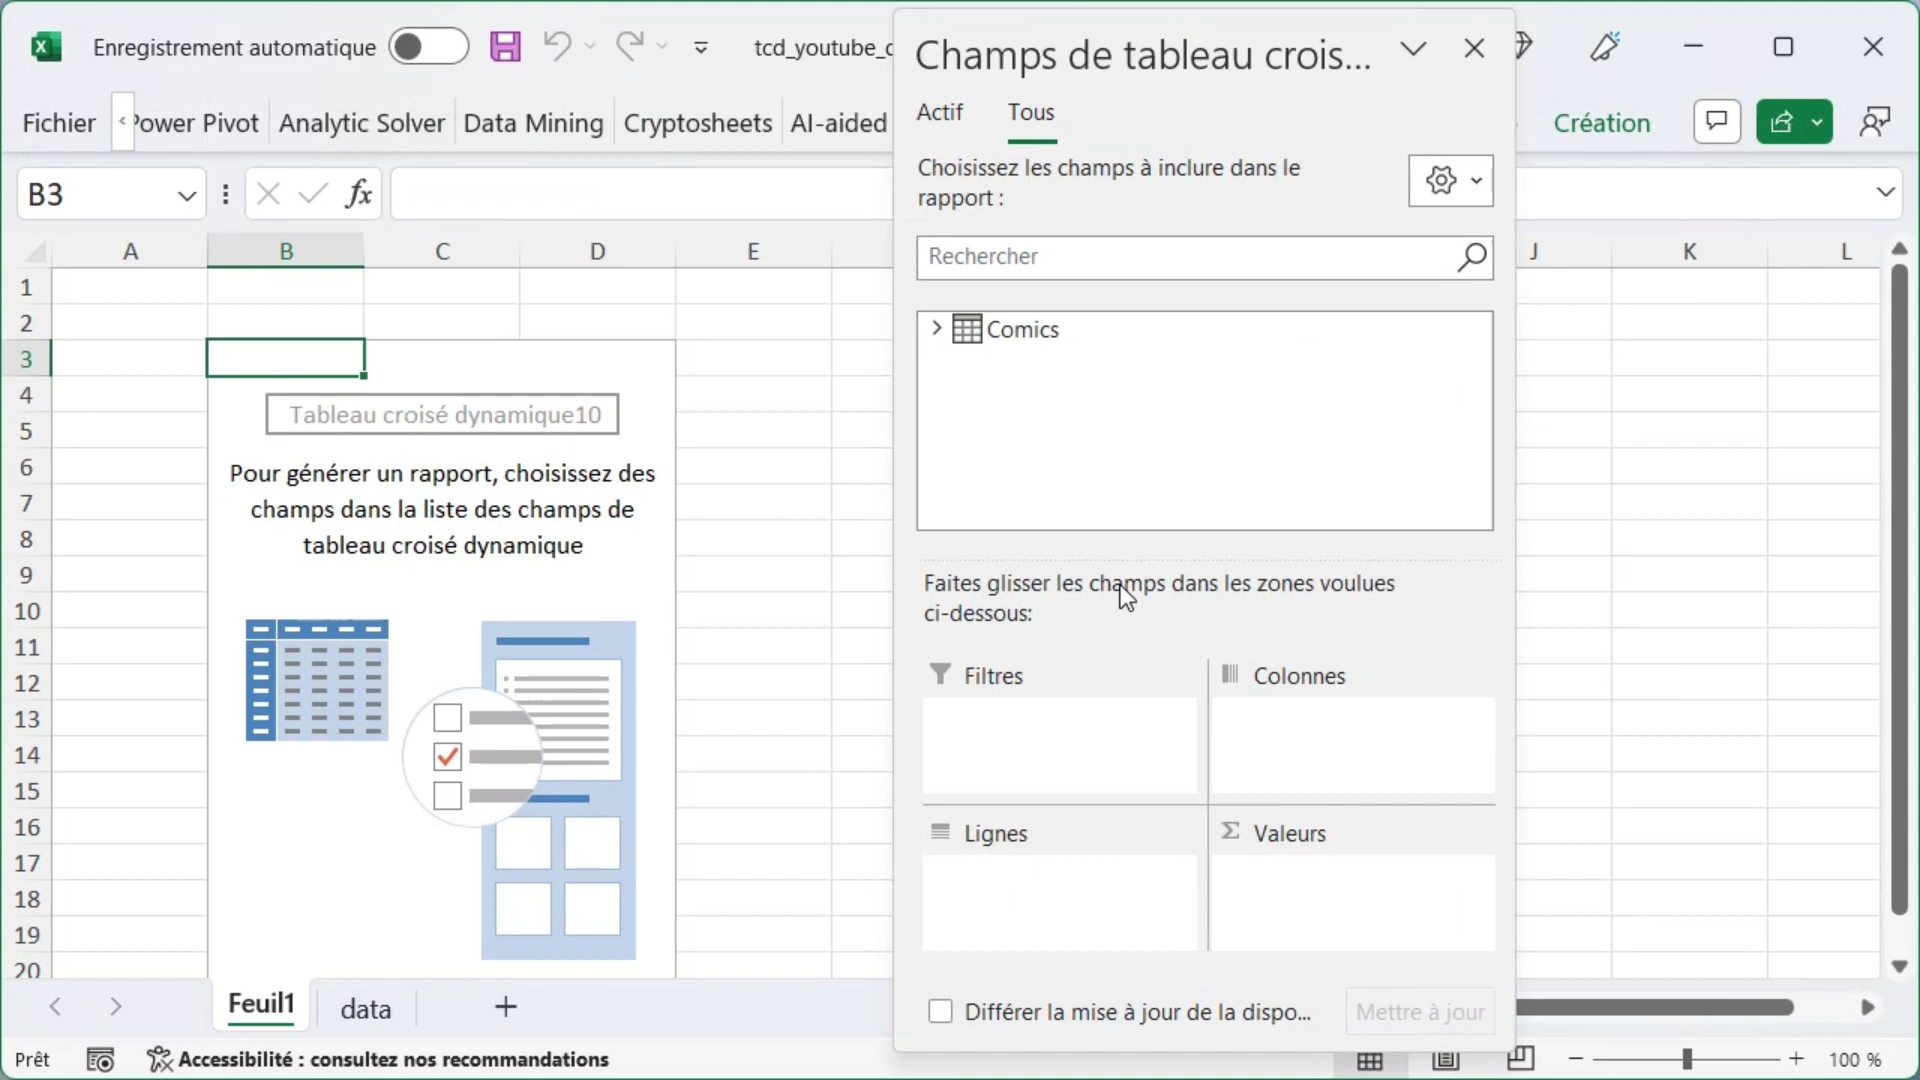 Enregistrement automatique
tcd_youtube_
Fichier
Power Pivot
Analytic Solver
Data Mining
Cryptosheets
AI-aided
Création
B3
fx
A B C D E J K L
1
2
3
4
5
6
7
8
9
10
11
12
13
14
15
16
17
18
19
20
Tableau croisé dynamique10
Pour générer un rapport, choisissez des
champs dans la liste des champs de
tableau croisé dynamique
Champs de tableau crois...
Actif Tous
Choisissez les champs à inclure dans le
rapport :
Rechercher
Comics
Faites glisser les champs dans les zones voulues
ci-dessous:
Filtres
Colonnes
Lignes
Σ Valeurs
Différer la mise à jour de la dispo...
Mettre à jour
Feuil1
data
Prêt
Accessibilité : consultez nos recommandations
100 %